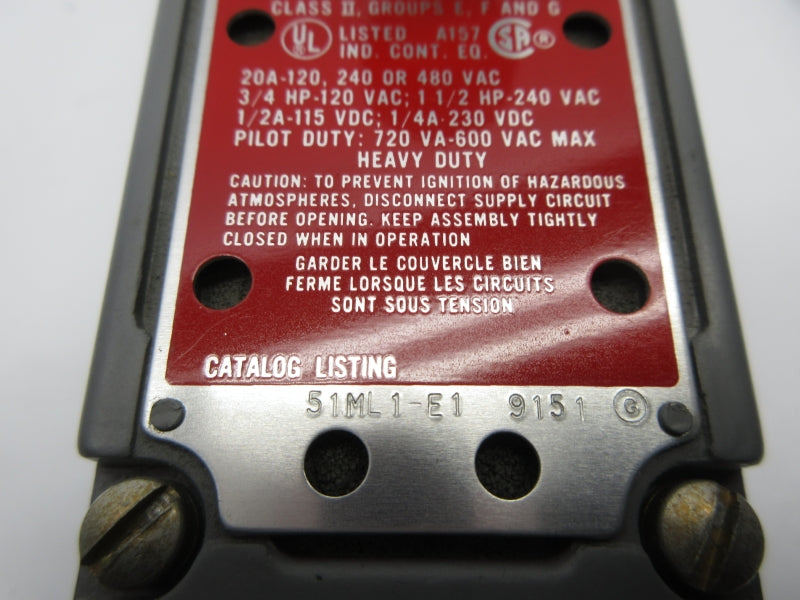 CLASS II, GROUPS E, F AND G
UL LISTED A157 SA ®
IND. CONT. EQ.
20A-120, 240 OR 480 VAC
3/4 HP-120 VAC; 1 1/2 HP-240 VAC
1/2A-115 VDC; 1/4A-230 VDC
PILOT DUTY: 720 VA-600 VAC MAX
HEAVY DUTY
CAUTION: TO PREVENT IGNITION OF HAZARDOUS
ATMOSPHERES, DISCONNECT SUPPLY CIRCUIT
BEFORE OPENING. KEEP ASSEMBLY TIGHTLY
CLOSED WHEN IN OPERATION
GARDER LE COUVERCLE BIEN
FERME LORSQUE LES CIRCUITS
SONT SOUS TENSION
CATALOG LISTING
51ML1-E1 9151 G